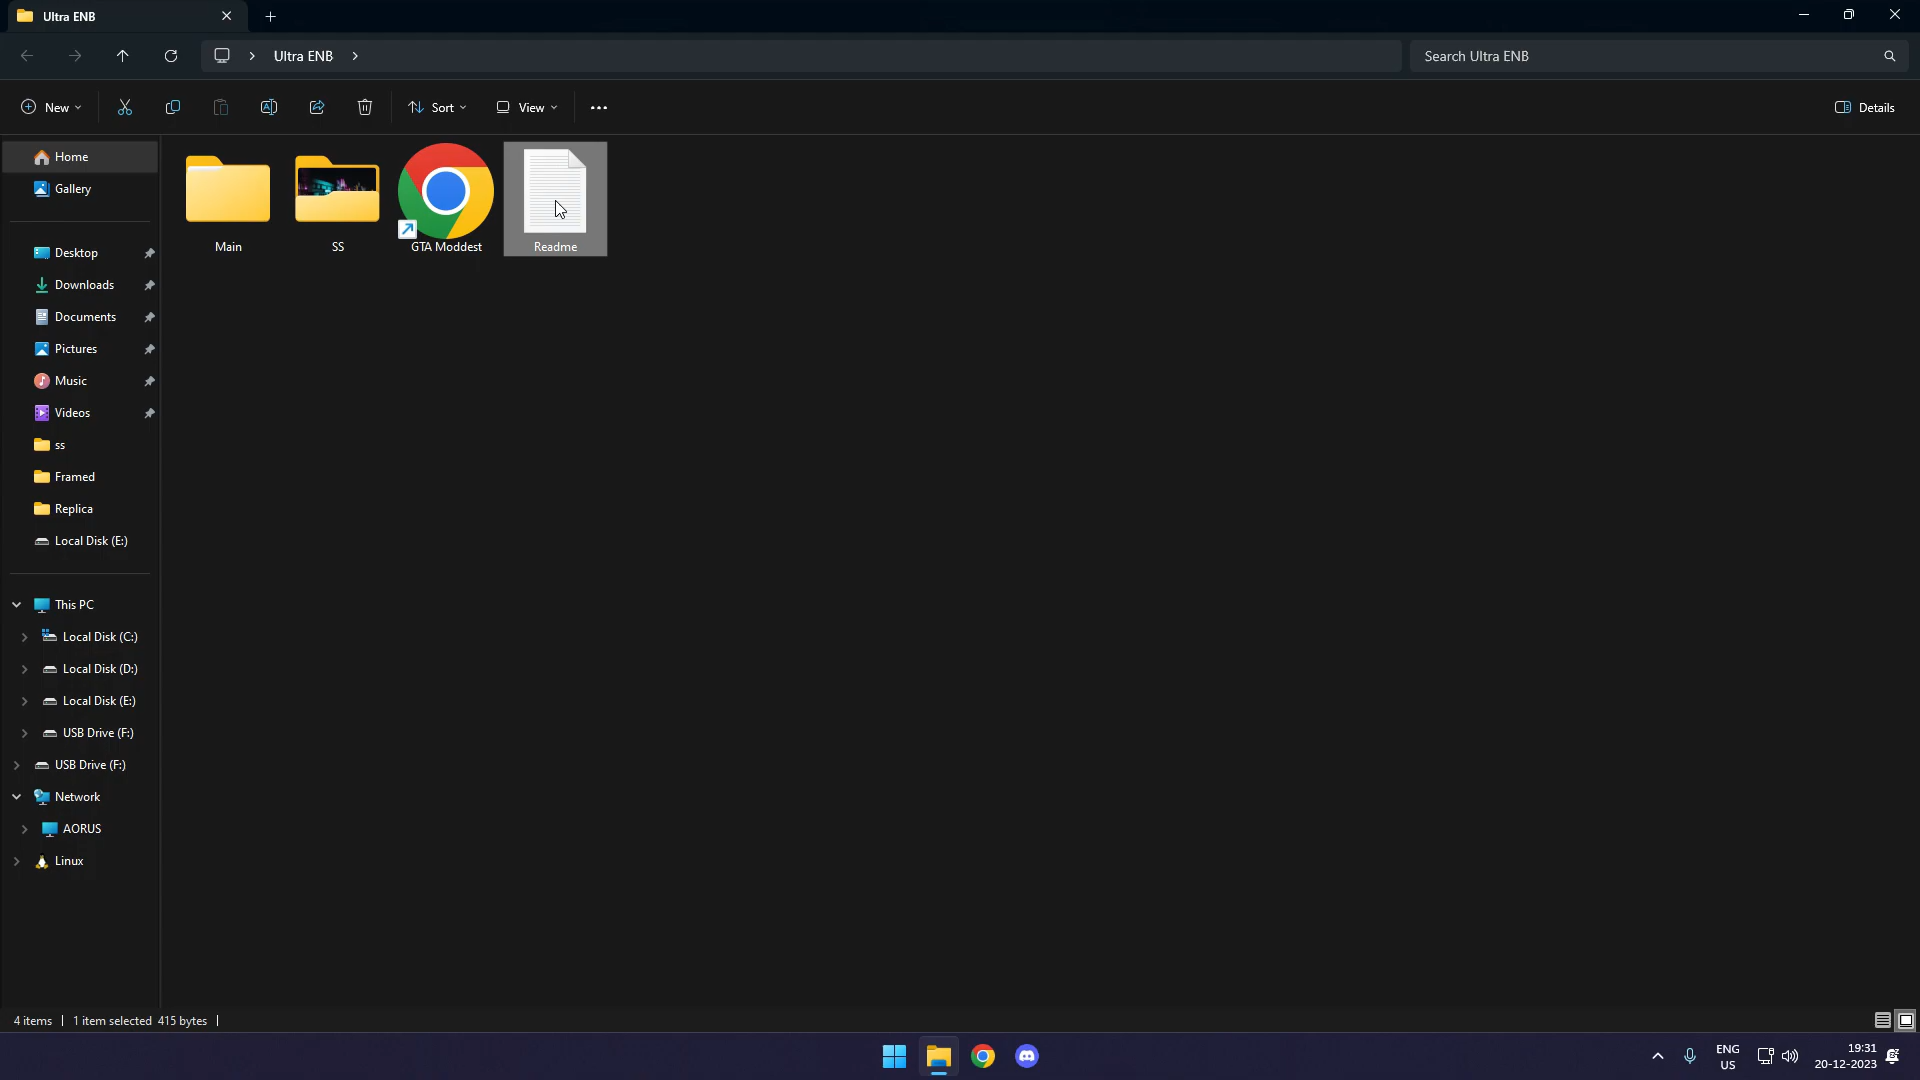 Ultra ENB
Ultra ENB
Search Ultra ENB
New
Sort
View
Details
Home
Gallery
Desktop
Downloads
Documents
Pictures
Music
Videos
ss
Framed
Replica
Local Disk (E:)
This PC
Local Disk (C:)
Local Disk (D:)
Local Disk (E:)
USB Drive (F:)
USB Drive (F:)
Network
AORUS
Linux
Main
SS
GTA Moddest
Readme
4 items
1 item selected 415 bytes
ENG
US
19:31
20-12-2023